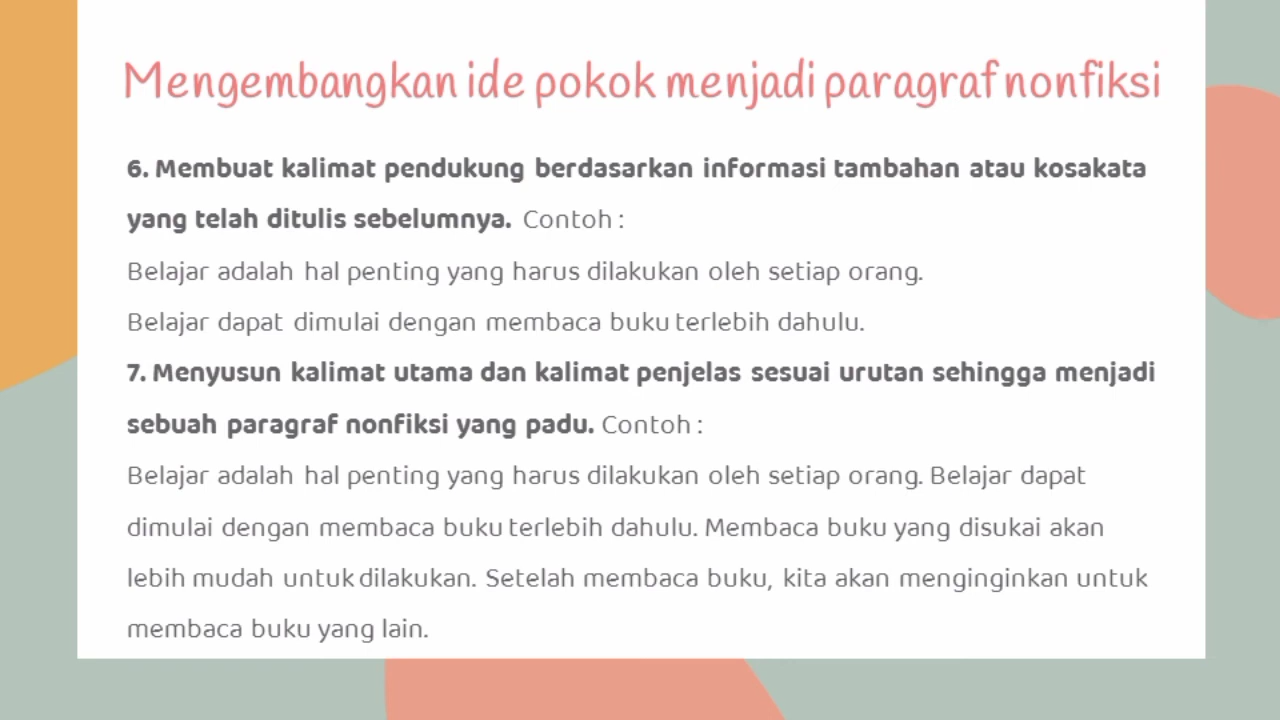 Mengembangkan ide pokok menjadi paragraf nonfiksi
6. Membuat kalimat pendukung berdasarkan informasi tambahan atau kosakata
yang telah ditulis sebelumnya. Contoh :
Belajar adalah hal penting yang harus dilakukan oleh setiap orang.
Belajar dapat dimulai dengan membaca buku terlebih dahulu.
7. Menyusun kalimat utama dan kalimat penjelas sesuai urutan sehingga menjadi
sebuah paragraf nonfiksi yang padu. Contoh :
Belajar adalah hal penting yang harus dilakukan oleh setiap orang. Belajar dapat
dimulai dengan membaca buku terlebih dahulu. Membaca buku yang disukai akan
lebih mudah untuk dilakukan. Setelah membaca buku, kita akan menginginkan untuk
membaca buku yang lain.